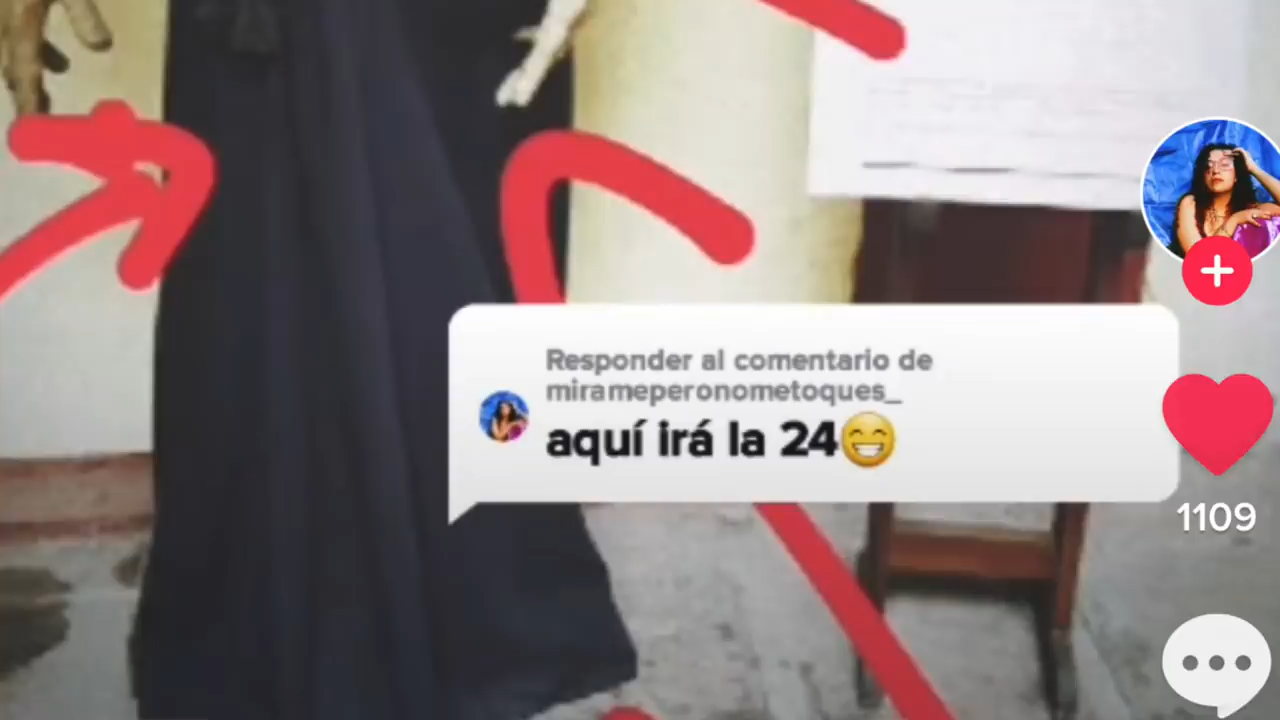 Responder al comentario de
mirameperonometoques_
aquí irá la 24😁
1109